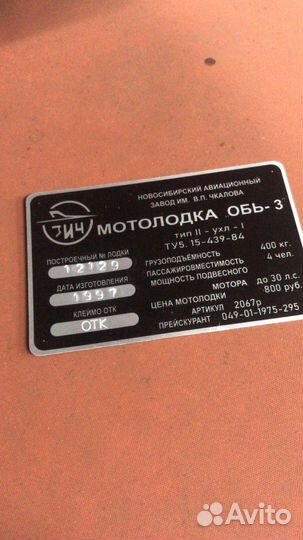 НОВОСИБИРСКИЙ АВИАЦИОННЫЙ
ЗАВОД ИМ. В.П. ЧКАЛОВА
ЗИЧ
МОТОЛОДКА ОБЬ-3
ТИП II - УХЛ - I
ТУ5. 15-439-84
ПОСТРОЕЧНЫЙ № ЛОДКИ
12129
ДАТА ИЗГОТОВЛЕНИЯ
1997
КЛЕЙМО ОТК
ОТК
ГРУЗОПОДЪЁМНОСТЬ 400 кг.
ПАССАЖИРОВМЕСТИМОСТЬ 4 чел.
МОЩНОСТЬ ПОДВЕСНОГО
МОТОРА до 30 л.с.
ЦЕНА МОТОЛОДКИ 800 руб.
АРТИКУЛ 2067р
ПРЕЙСКУРАНТ 049-01-1975-295
Avito